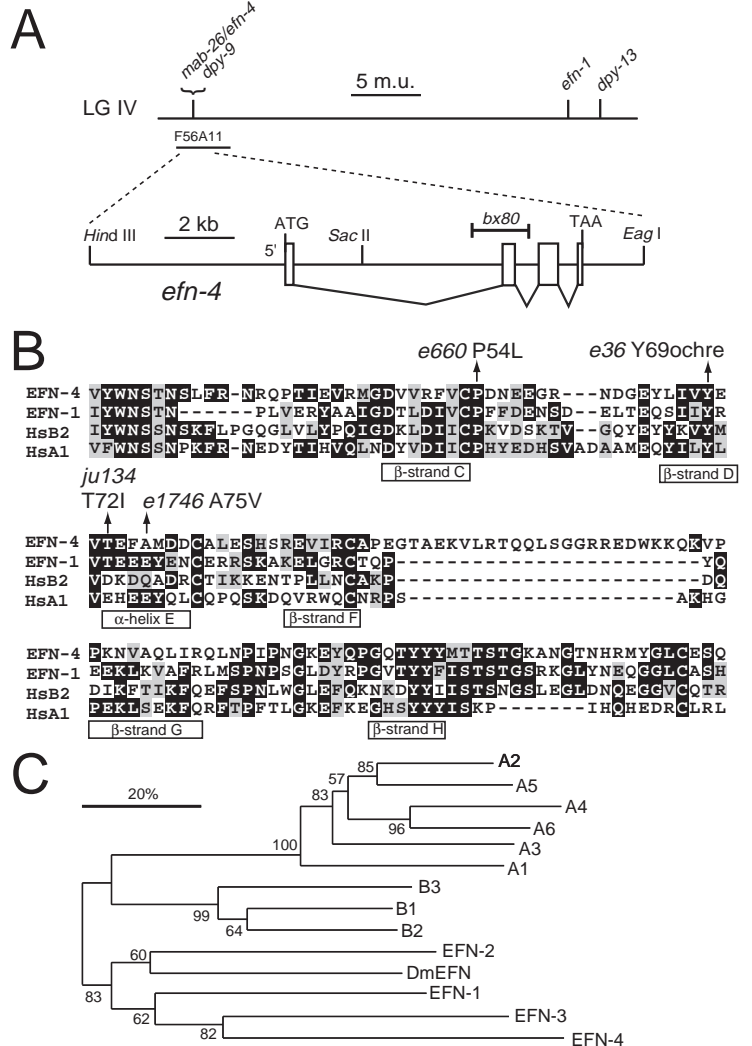 A
mab-26/efn-4
dpy-9
5 m.u.
efn-1
dpy-13
LG IV
F56A11
2 kb
ATG
bx80
TAA
Hind III
5'
Sac II
Eag I
efn-4
B
e660 P54L
e36 Y69ochre
EFN-4 VYWNSTNSLFR-NRQPTIEVRMGDVVRFVCPDNEEGR---NDGEYLIVYE
EFN-1 IYWNSTN------PLVERYAAIGDTLDIVCPFFDENSD--ELTEQSIIYR
HsB2 IYWNSSNSKFLPGQGLVLYPQIGDKLDIICPKVDSKTV---GQYEYYKVYM
HsA1 VFWNSSNPKFR-NEDYTIHVQLNDYVDIICPHYEDHSVADAAMEQYILYL
β-strand C
β-strand D
ju134
T72I
e1746 A75V
EFN-4 VTEFAMDDCALESHSREVIRCAPEGTAEKVLRTQQLSGGRREDWKKQKVP
EFN-1 VTEEEYENCERRSKAKELGRCTQP------------------------YQ
HsB2 VDKDQADRCTIKKENTPLLNCAKP------------------------DQ
HsA1 VEHEEYQLCQPQSKDQVRWQCNRPS----------------------AKHG
α-helix E
β-strand F
EFN-4 PKNVAQLIRQLNPIPNGKEYQPGQTYYYMTTSTGKANGTNHRMYGLCESQ
EFN-1 EEKLKVAFRLMSPNPSGLDYRPGVTYYFISTSTGSRKGLYNEQGGLCASH
HsB2 DIKFTIKFQEFSPNLWGLEFQKNKDYYIISTSNGSLEGLDNQEGGVCQTR
HsA1 PEKLSEKFQRFTPFTLGKEFKEGHSYYYISKP-------IHQHEDRCLRL
β-strand G
β-strand H
C
20%
85
A2
57
A5
83
A4
96
A6
A3
100
A1
B3
99
B1
64
B2
EFN-2
60
DmEFN
83
EFN-1
62
EFN-3
82
EFN-4